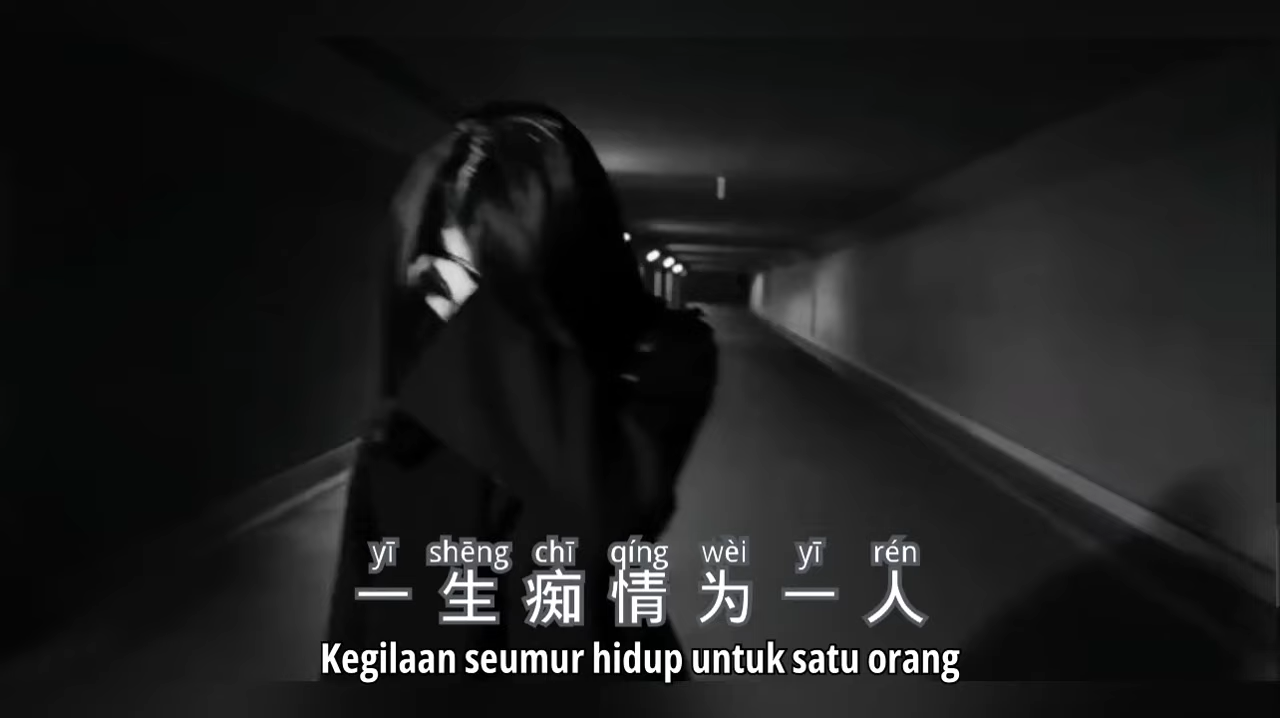 yī shēng chī qíng wèi yī rén
一生痴情为一人
Kegilaan seumur hidup untuk satu orang